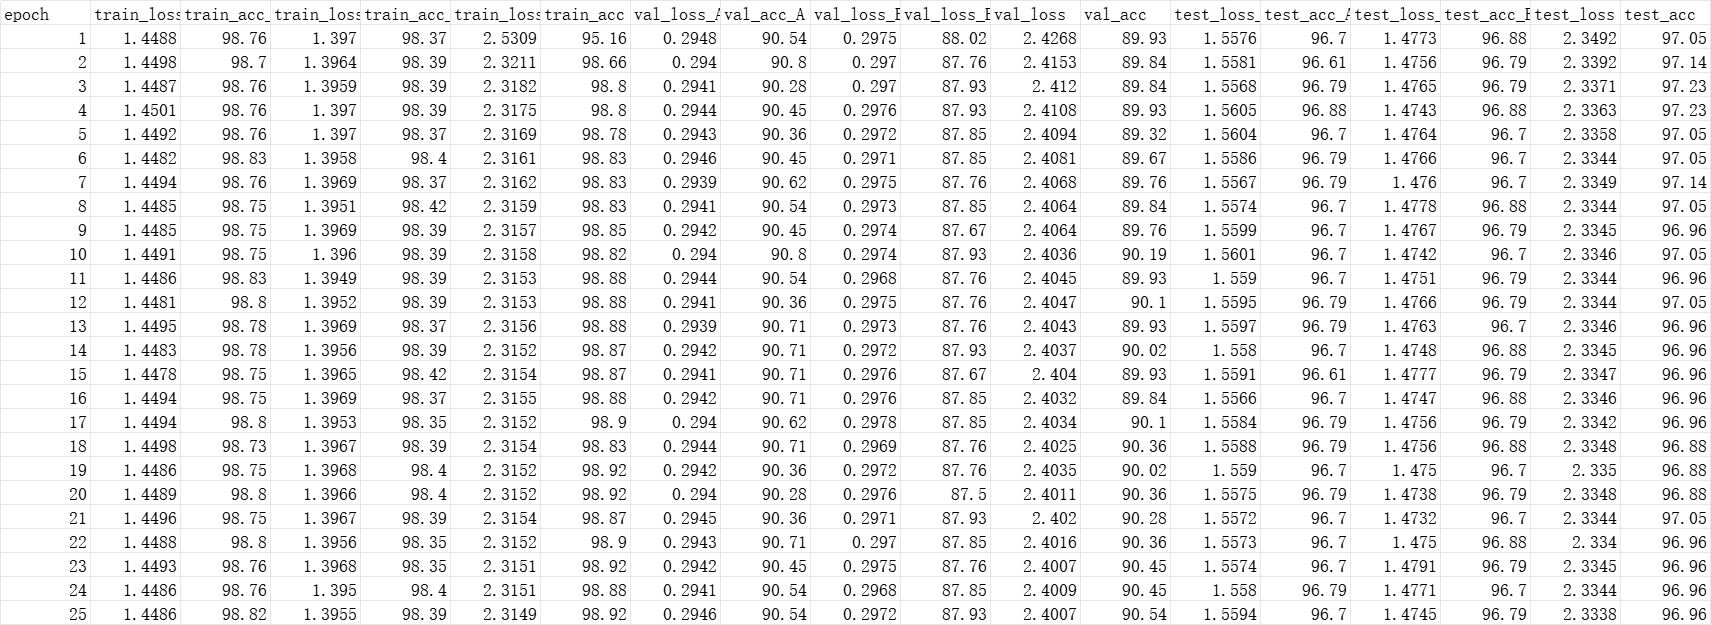 epoch train_loss train_acc_ train_loss train_acc_ train_loss train_acc val_loss_A val_acc_A val_loss_B val_loss_B val_loss val_acc test_loss_ test_acc_A test_loss_ test_acc_B test_loss test_acc
1 1.4488 98.76 1.397 98.37 2.5309 95.16 0.2948 90.54 0.2975 88.02 2.4268 89.93 1.5576 96.7 1.4773 96.88 2.3492 97.05
2 1.4498 98.7 1.3964 98.39 2.3211 98.66 0.294 90.8 0.297 87.76 2.4153 89.84 1.5581 96.61 1.4756 96.79 2.3392 97.14
3 1.4487 98.76 1.3959 98.39 2.3182 98.8 0.2941 90.28 0.297 87.93 2.412 89.84 1.5568 96.79 1.4765 96.79 2.3371 97.23
4 1.4501 98.76 1.397 98.39 2.3175 98.8 0.2944 90.45 0.2976 87.93 2.4108 89.93 1.5605 96.88 1.4743 96.88 2.3363 97.23
5 1.4492 98.76 1.397 98.37 2.3169 98.78 0.2943 90.36 0.2972 87.85 2.4094 89.32 1.5604 96.7 1.4764 96.7 2.3358 97.05
6 1.4482 98.83 1.3958 98.4 2.3161 98.83 0.2946 90.45 0.2971 87.85 2.4081 89.67 1.5586 96.79 1.4766 96.7 2.3344 97.05
7 1.4494 98.76 1.3969 98.37 2.3162 98.83 0.2939 90.62 0.2975 87.76 2.4068 89.76 1.5567 96.79 1.476 96.7 2.3349 97.14
8 1.4485 98.75 1.3951 98.42 2.3159 98.83 0.2941 90.54 0.2973 87.85 2.4064 89.84 1.5574 96.7 1.4778 96.88 2.3344 97.05
9 1.4485 98.75 1.3969 98.39 2.3157 98.85 0.2942 90.45 0.2974 87.67 2.4064 89.76 1.5599 96.7 1.4767 96.79 2.3345 96.96
10 1.4491 98.75 1.396 98.39 2.3158 98.82 0.294 90.8 0.2974 87.93 2.4036 90.19 1.5601 96.7 1.4742 96.7 2.3346 97.05
11 1.4486 98.83 1.3949 98.39 2.3153 98.88 0.2944 90.54 0.2968 87.76 2.4045 89.93 1.559 96.7 1.4751 96.79 2.3344 96.96
12 1.4481 98.8 1.3952 98.39 2.3153 98.88 0.2941 90.36 0.2975 87.76 2.4047 90.1 1.5595 96.79 1.4766 96.79 2.3344 97.05
13 1.4495 98.78 1.3969 98.37 2.3156 98.88 0.2939 90.71 0.2973 87.76 2.4043 89.93 1.5597 96.79 1.4763 96.7 2.3346 96.96
14 1.4483 98.78 1.3956 98.39 2.3152 98.87 0.2942 90.71 0.2972 87.93 2.4037 90.02 1.558 96.7 1.4748 96.88 2.3345 96.96
15 1.4478 98.75 1.3965 98.42 2.3154 98.87 0.2941 90.71 0.2976 87.67 2.404 89.93 1.5591 96.61 1.4777 96.79 2.3347 96.96
16 1.4494 98.75 1.3969 98.37 2.3155 98.88 0.2942 90.71 0.2976 87.85 2.4032 89.84 1.5566 96.7 1.4747 96.88 2.3346 96.96
17 1.4494 98.8 1.3953 98.35 2.3152 98.9 0.294 90.62 0.2978 87.85 2.4034 90.1 1.5584 96.79 1.4756 96.79 2.3342 96.96
18 1.4498 98.73 1.3967 98.39 2.3154 98.83 0.2944 90.71 0.2969 87.76 2.4025 90.36 1.5588 96.79 1.4756 96.88 2.3348 96.88
19 1.4486 98.75 1.3968 98.4 2.3152 98.92 0.2942 90.36 0.2972 87.76 2.4035 90.02 1.559 96.7 1.475 96.7 2.335 96.88
20 1.4489 98.8 1.3966 98.4 2.3152 98.92 0.294 90.28 0.2976 87.5 2.4011 90.36 1.5575 96.79 1.4738 96.79 2.3348 96.88
21 1.4496 98.75 1.3967 98.39 2.3154 98.87 0.2945 90.36 0.2971 87.93 2.402 90.28 1.5572 96.7 1.4732 96.7 2.3344 97.05
22 1.4488 98.8 1.3956 98.35 2.3152 98.9 0.2943 90.71 0.297 87.85 2.4016 90.36 1.5573 96.7 1.475 96.88 2.334 96.96
23 1.4493 98.76 1.3968 98.35 2.3151 98.92 0.2942 90.45 0.2975 87.76 2.4007 90.45 1.5574 96.7 1.4791 96.79 2.3345 96.96
24 1.4486 98.76 1.395 98.4 2.3151 98.88 0.2941 90.54 0.2968 87.85 2.4009 90.45 1.558 96.79 1.4771 96.7 2.3344 96.96
25 1.4486 98.82 1.3955 98.39 2.3149 98.92 0.2946 90.54 0.2972 87.93 2.4007 90.54 1.5594 96.7 1.4745 96.79 2.3338 96.96